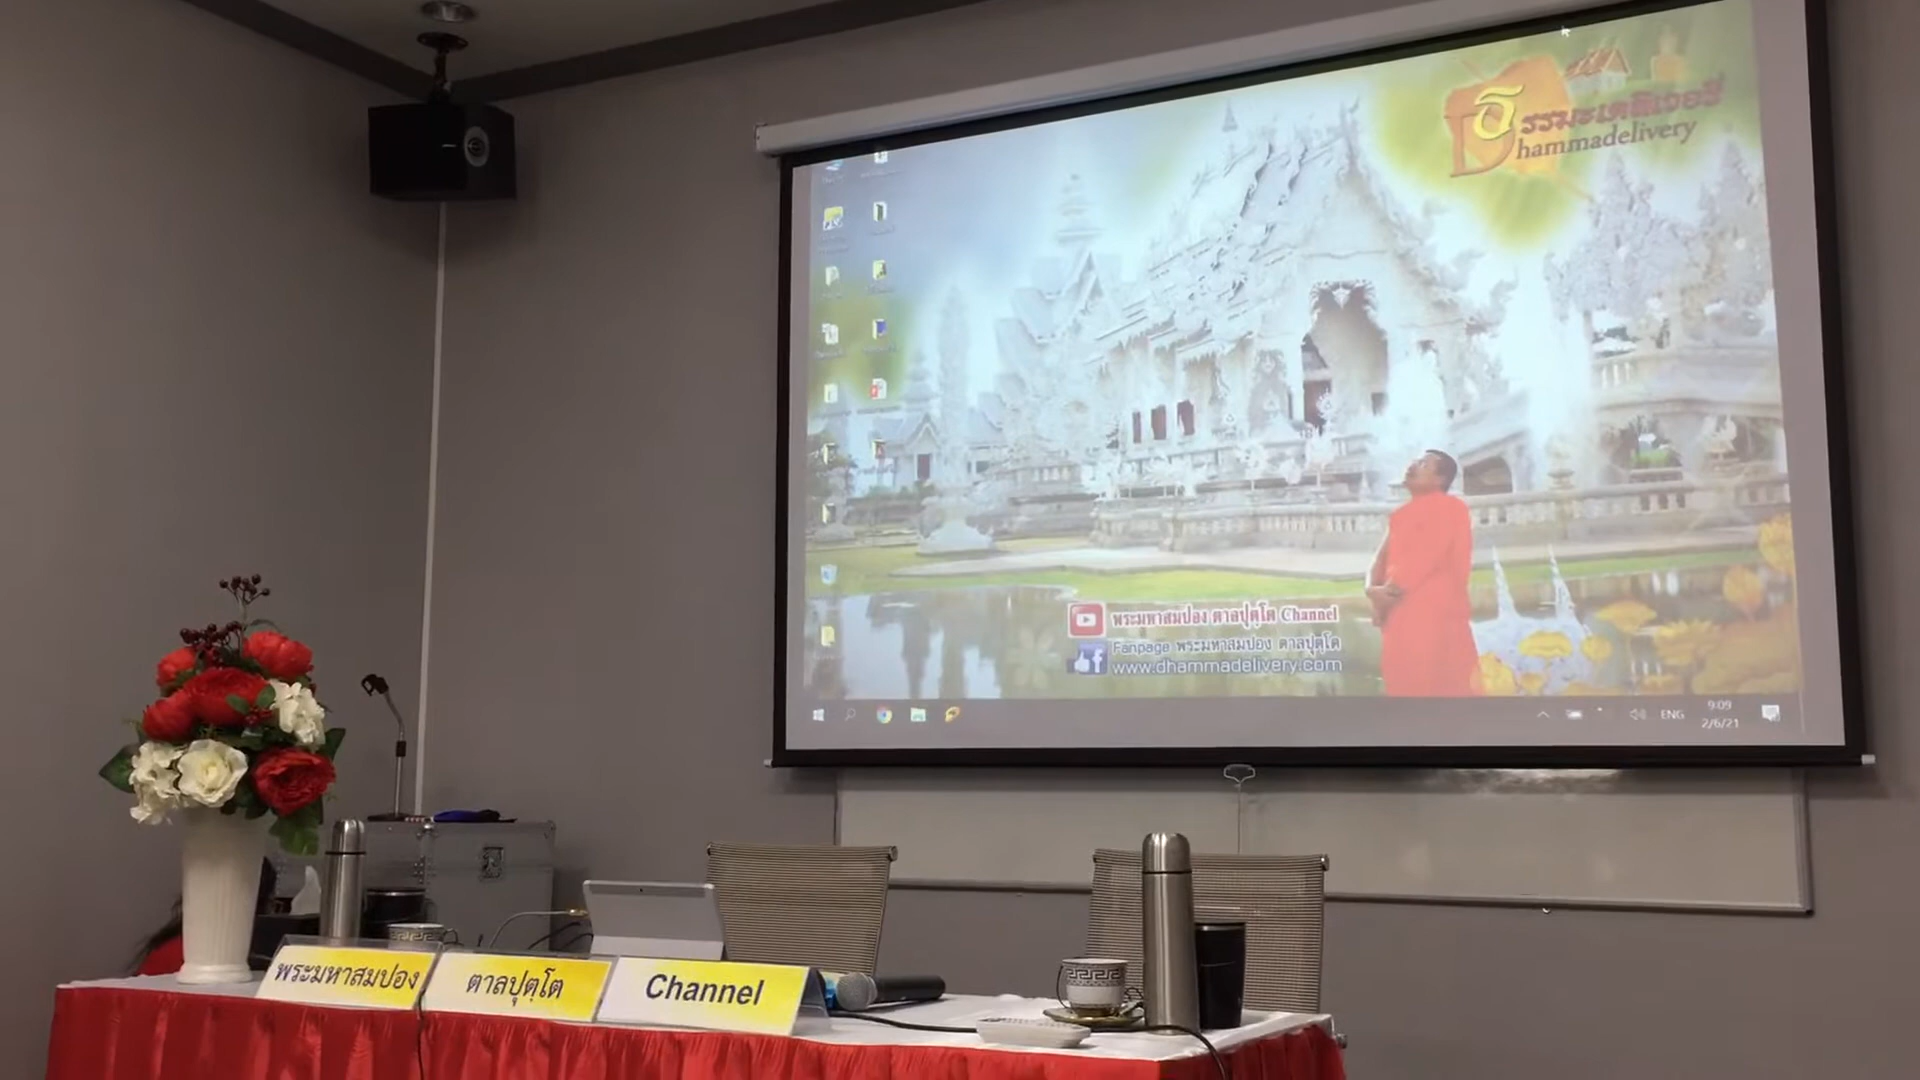 ธรรมะเดลิเวอรี่
Dhammadelivery
พระมหาสมปอง ตาลปุตฺโต Channel
Fanpage พระมหาสมปอง ตาลปุตฺโต
www.dhammadelivery.com
ENG
9:09
2/6/21
พระมหาสมปอง
ตาลปุตฺโต
Channel